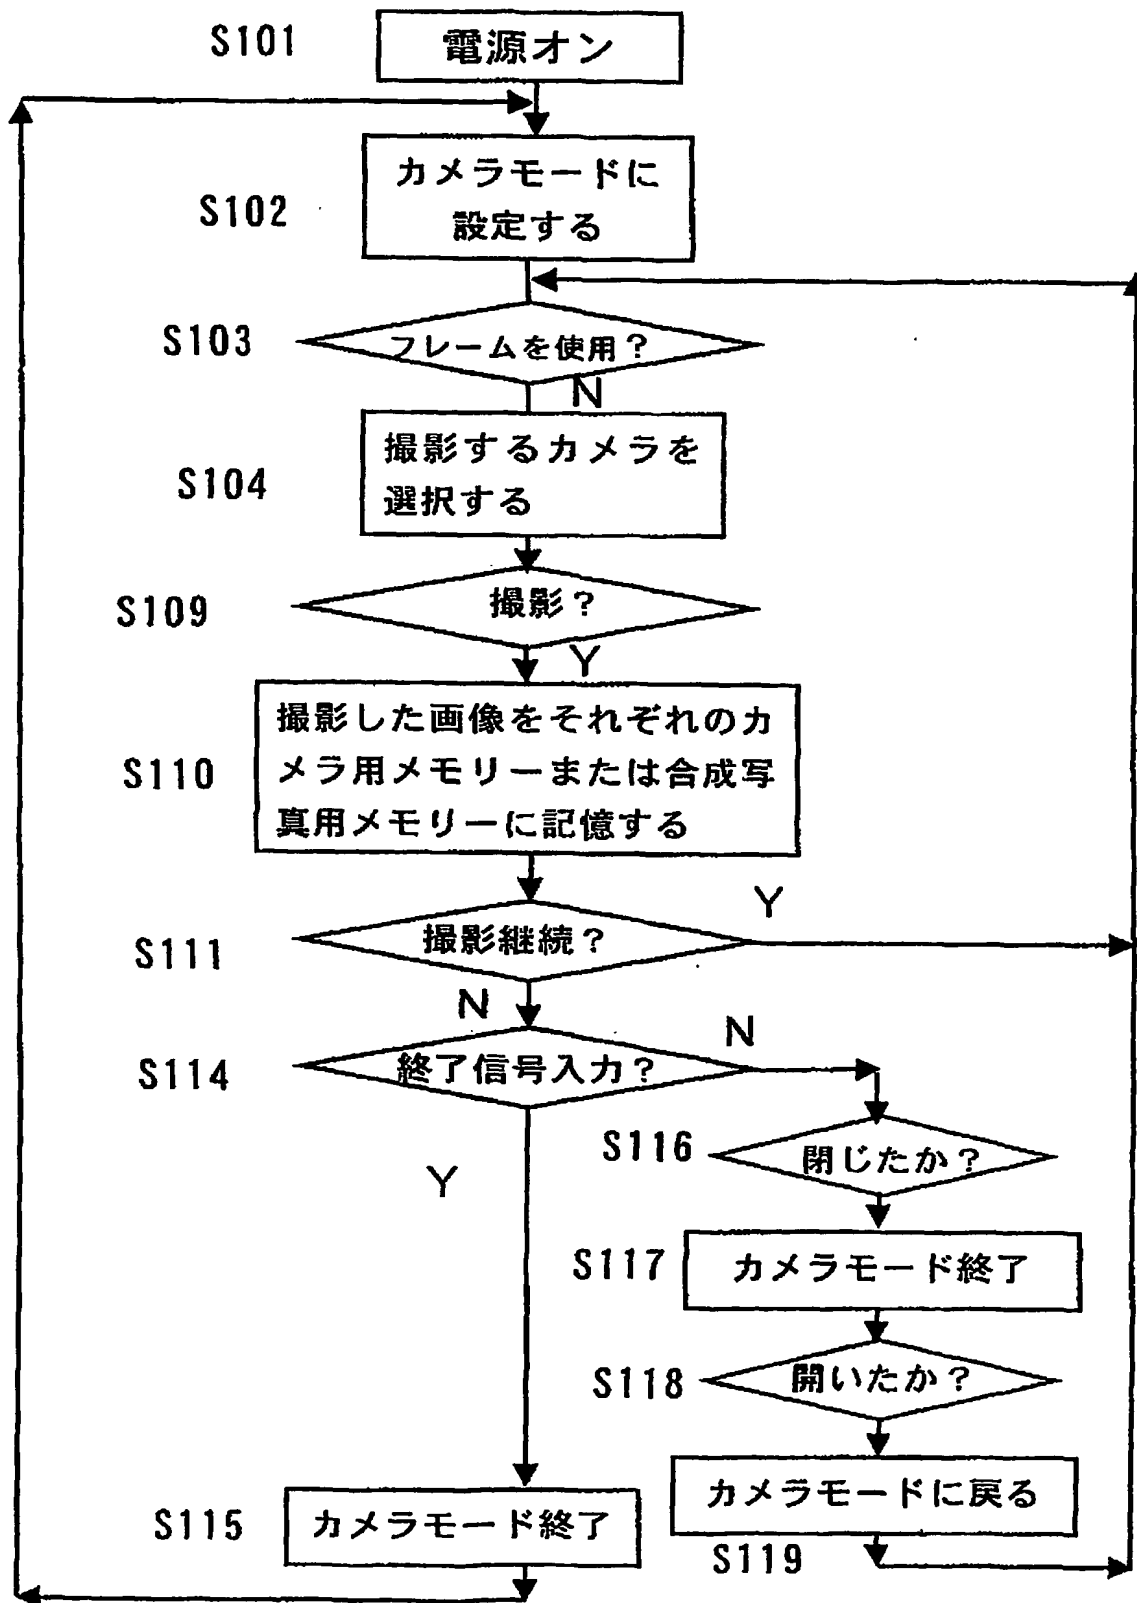 S101
電源オン
S102
カメラモードに
設定する
S103
フレームを使用?
N
S104
撮影するカメラを
選択する
S109
撮影?
Y
S110
撮影した画像をそれぞれのカ
メラ用メモリーまたは合成写
真用メモリーに記憶する
S111
撮影継続?
Y
N
S114
終了信号入力?
N
Y
S116
閉じたか?
S117
カメラモード終了
S118
開いたか?
カメラモードに戻る
S119
S115
カメラモード終了